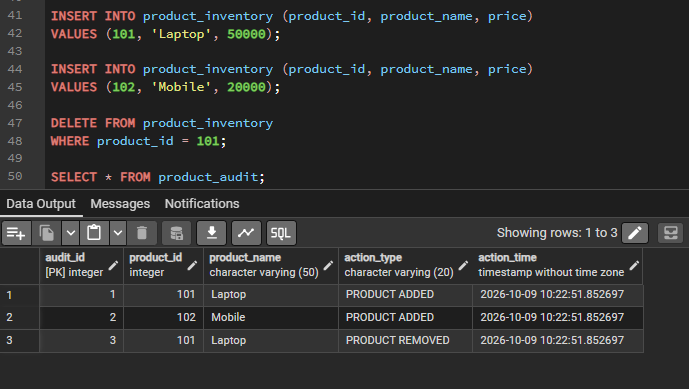 41 INSERT INTO product_inventory (product_id, product_name, price)
42 VALUES (101, 'Laptop', 50000);
43
44 INSERT INTO product_inventory (product_id, product_name, price)
45 VALUES (102, 'Mobile', 20000);
46
47 DELETE FROM product_inventory
48 WHERE product_id = 101;
49
50 SELECT * FROM product_audit;
Data Output Messages Notifications
SQL Showing rows: 1 to 3
audit_id product_id product_name action_type action_time
[PK] integer integer character varying (50) character varying (20) timestamp without time zone
1 1 101 Laptop PRODUCT ADDED 2026-10-09 10:22:51.852697
2 2 102 Mobile PRODUCT ADDED 2026-10-09 10:22:51.852697
3 3 101 Laptop PRODUCT REMOVED 2026-10-09 10:22:51.852697